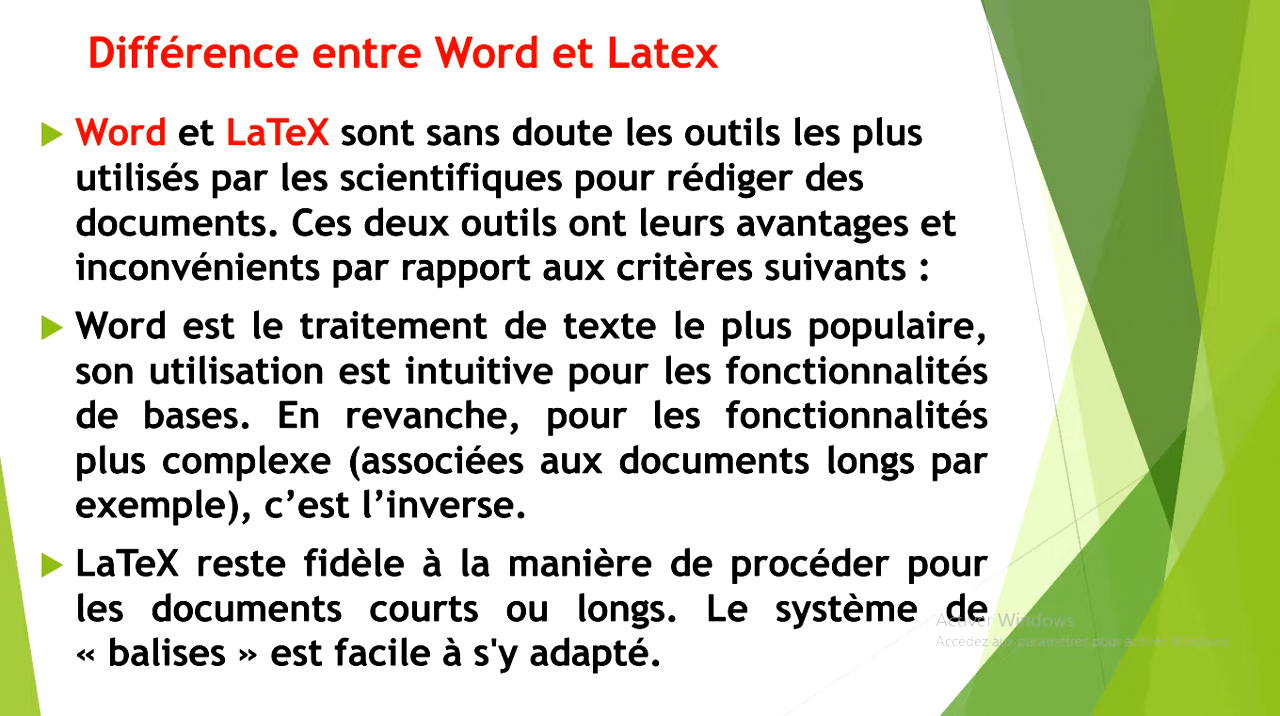 Différence entre Word et Latex
Word et LaTeX sont sans doute les outils les plus
utilisés par les scientifiques pour rédiger des
documents. Ces deux outils ont leurs avantages et
inconvénients par rapport aux critères suivants :
Word est le traitement de texte le plus populaire,
son utilisation est intuitive pour les fonctionnalités
de bases. En revanche, pour les fonctionnalités
plus complexe (associées aux documents longs par
exemple), c’est l’inverse.
LaTeX reste fidèle à la manière de procéder pour
les documents courts ou longs. Le système de
« balises » est facile à s'y adapté.
Activer Windows
Accédez aux paramètres pour activer Windows.